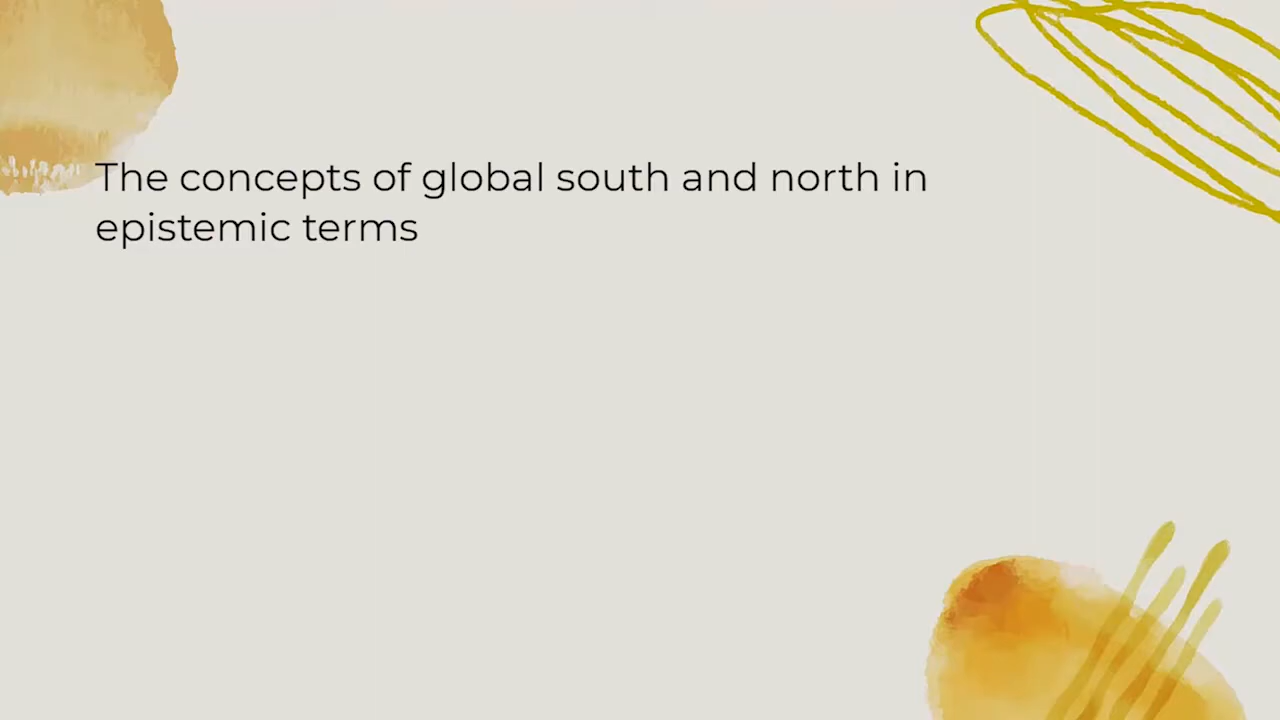 The concepts of global south and north in
epistemic terms